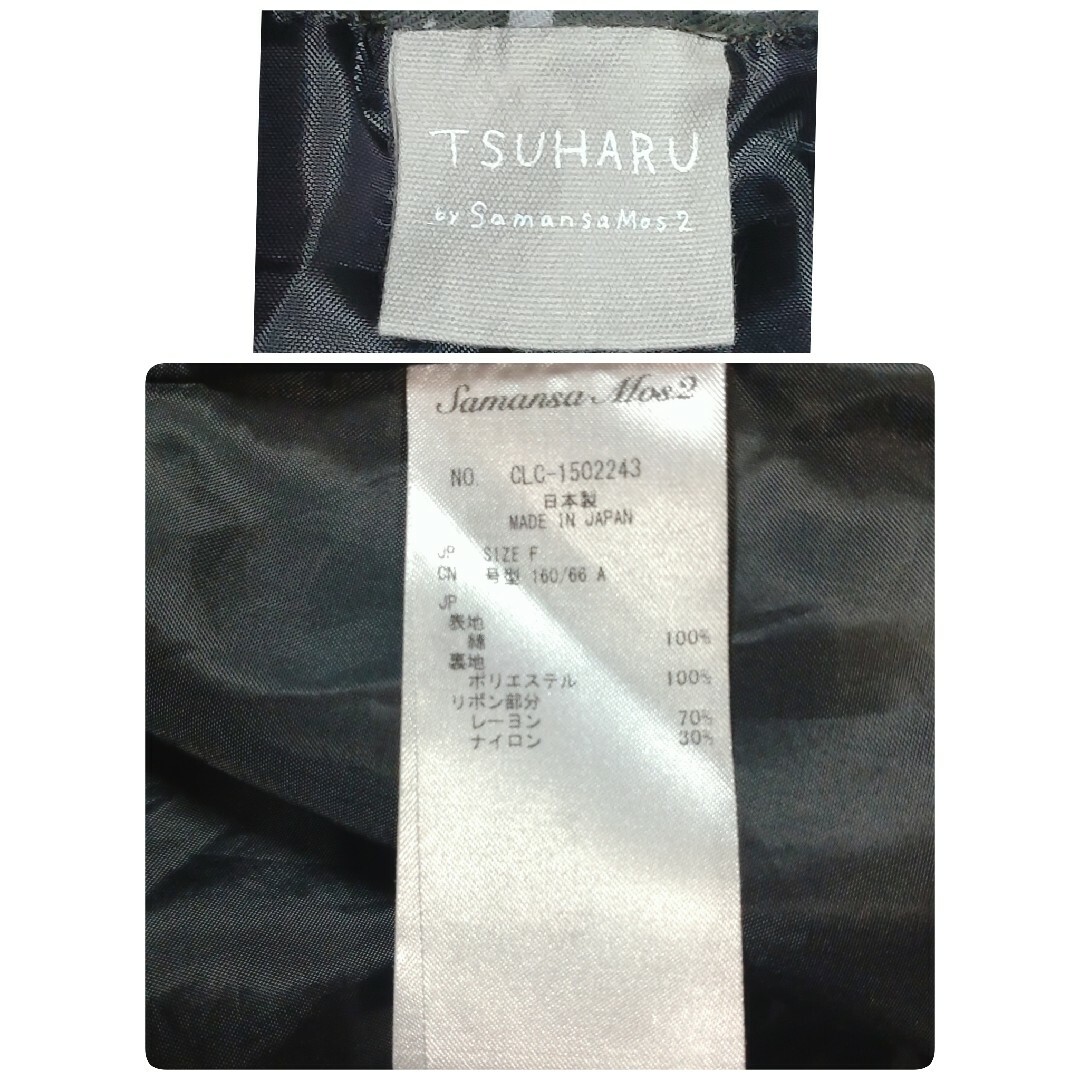 TSUHARU
by SamansaMos2
Samansa Mos2
NO. CLC-1502243
日本製
MADE IN JAPAN
JP SIZE F
CN 号型 160/66 A
JP
表地
綿 100%
裏地
ポリエステル 100%
リボン部分
レーヨン 70%
ナイロン 30%